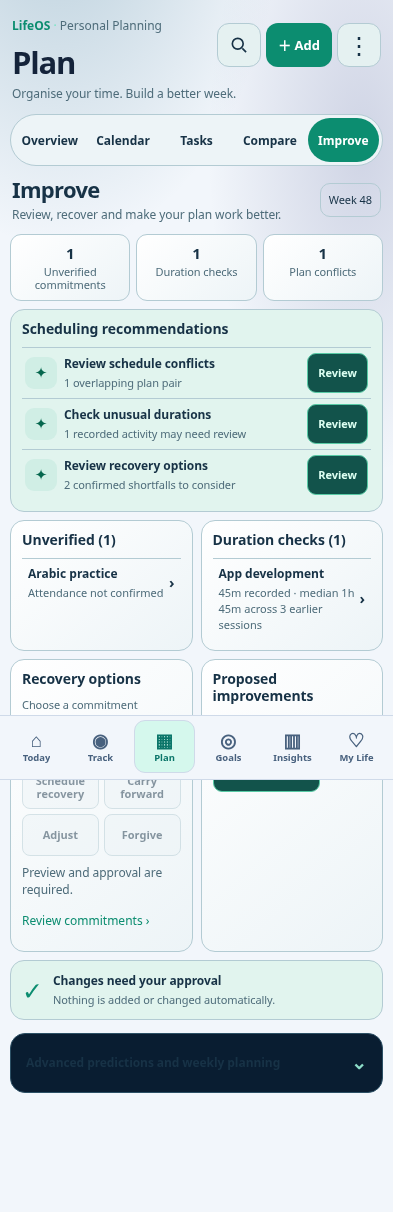 LifeOS Personal Planning
Plan
+ Add
⋮
Organise your time. Build a better week.
Overview Calendar Tasks Compare Improve
Improve
Review, recover and make your plan work better.
Week 48
1
Unverified
commitments
1
Duration checks
1
Plan conflicts
Scheduling recommendations
Review schedule conflicts
1 overlapping plan pair
Review
Check unusual durations
1 recorded activity may need review
Review
Review recovery options
2 confirmed shortfalls to consider
Review
Unverified (1)
Arabic practice
Attendance not confirmed ›
Duration checks (1)
App development
45m recorded · median 1h
45m across 3 earlier
sessions
›
Recovery options
Choose a commitment
Proposed
improvements
Today Track Plan Goals Insights My Life
Schedule
recovery
Carry
forward
Adjust Forgive
Preview and approval are
required.
Review commitments ›
✓ Changes need your approval
Nothing is added or changed automatically.
Advanced predictions and weekly planning